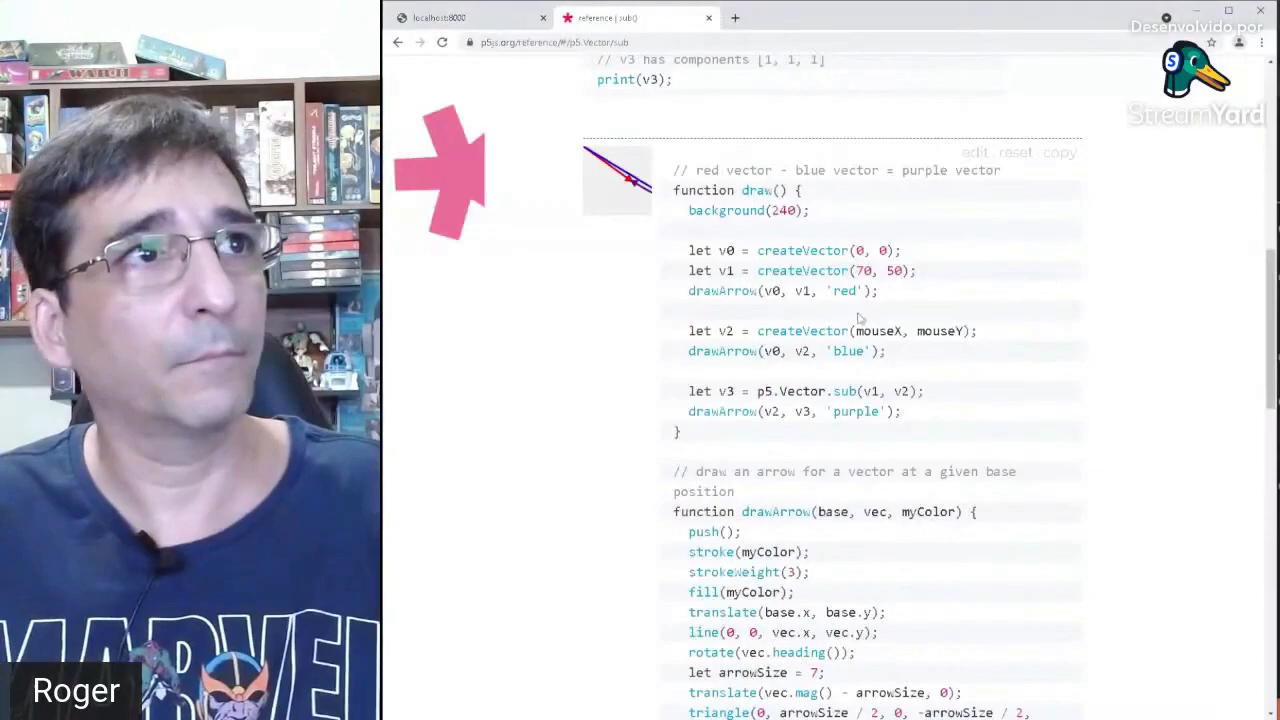 localhost:8000
reference | sub()
p5js.org/reference/#/p5.Vector/sub
Desenvolvido por
S
StreamYard
// v3 has components [1, 1, 1]
print(v3);
edit reset copy
// red vector - blue vector = purple vector
function draw() {
background(240);
let v0 = createVector(0, 0);
let v1 = createVector(70, 50);
drawArrow(v0, v1, 'red');
let v2 = createVector(mouseX, mouseY);
drawArrow(v0, v2, 'blue');
let v3 = p5.Vector.sub(v1, v2);
drawArrow(v2, v3, 'purple');
}
// draw an arrow for a vector at a given base
position
function drawArrow(base, vec, myColor) {
push();
stroke(myColor);
strokeWeight(3);
fill(myColor);
translate(base.x, base.y);
line(0, 0, vec.x, vec.y);
rotate(vec.heading());
let arrowSize = 7;
translate(vec.mag() - arrowSize, 0);
triangle(0, arrowSize / 2, 0, -arrowSize / 2,
MARVEL
Roger